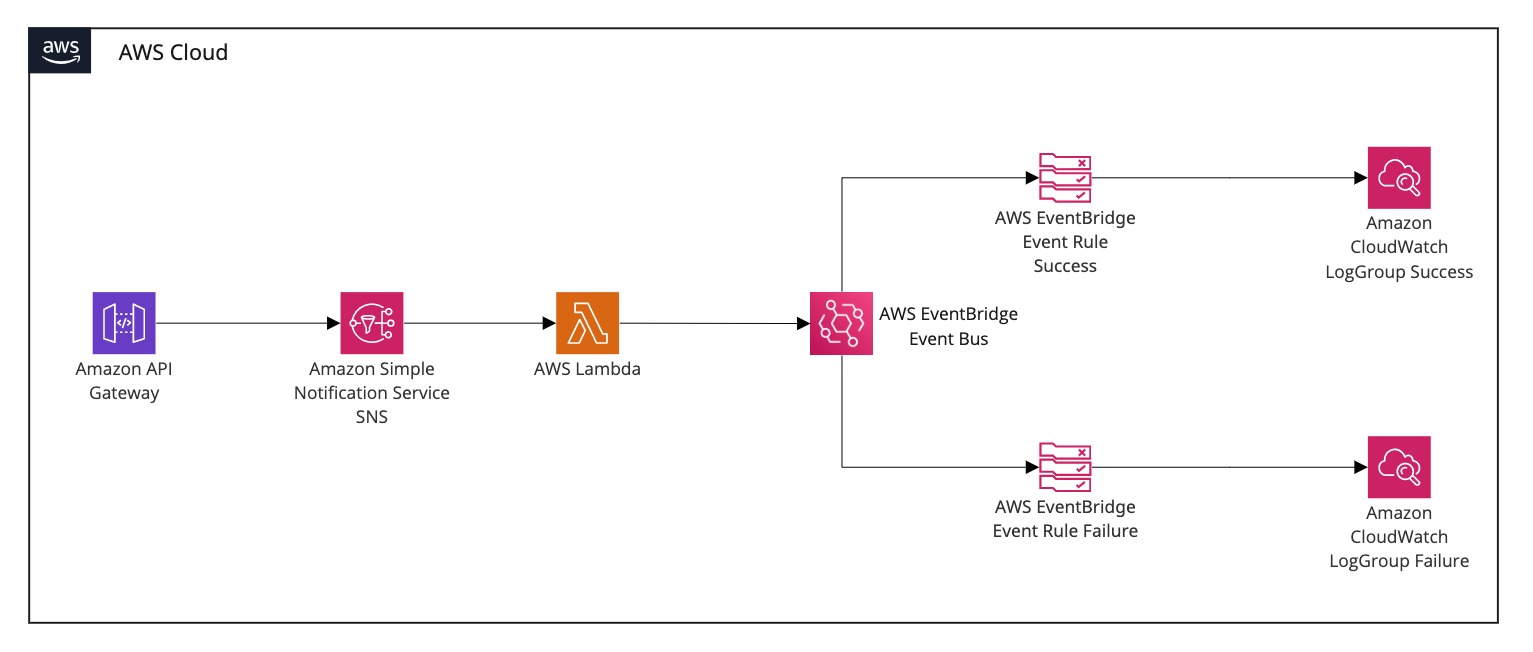 aws
AWS Cloud
Amazon API
Gateway
Amazon Simple
Notification Service
SNS
AWS Lambda
AWS EventBridge
Event Bus
AWS EventBridge
Event Rule
Success
Amazon
CloudWatch
LogGroup Success
AWS EventBridge
Event Rule Failure
Amazon
CloudWatch
LogGroup Failure